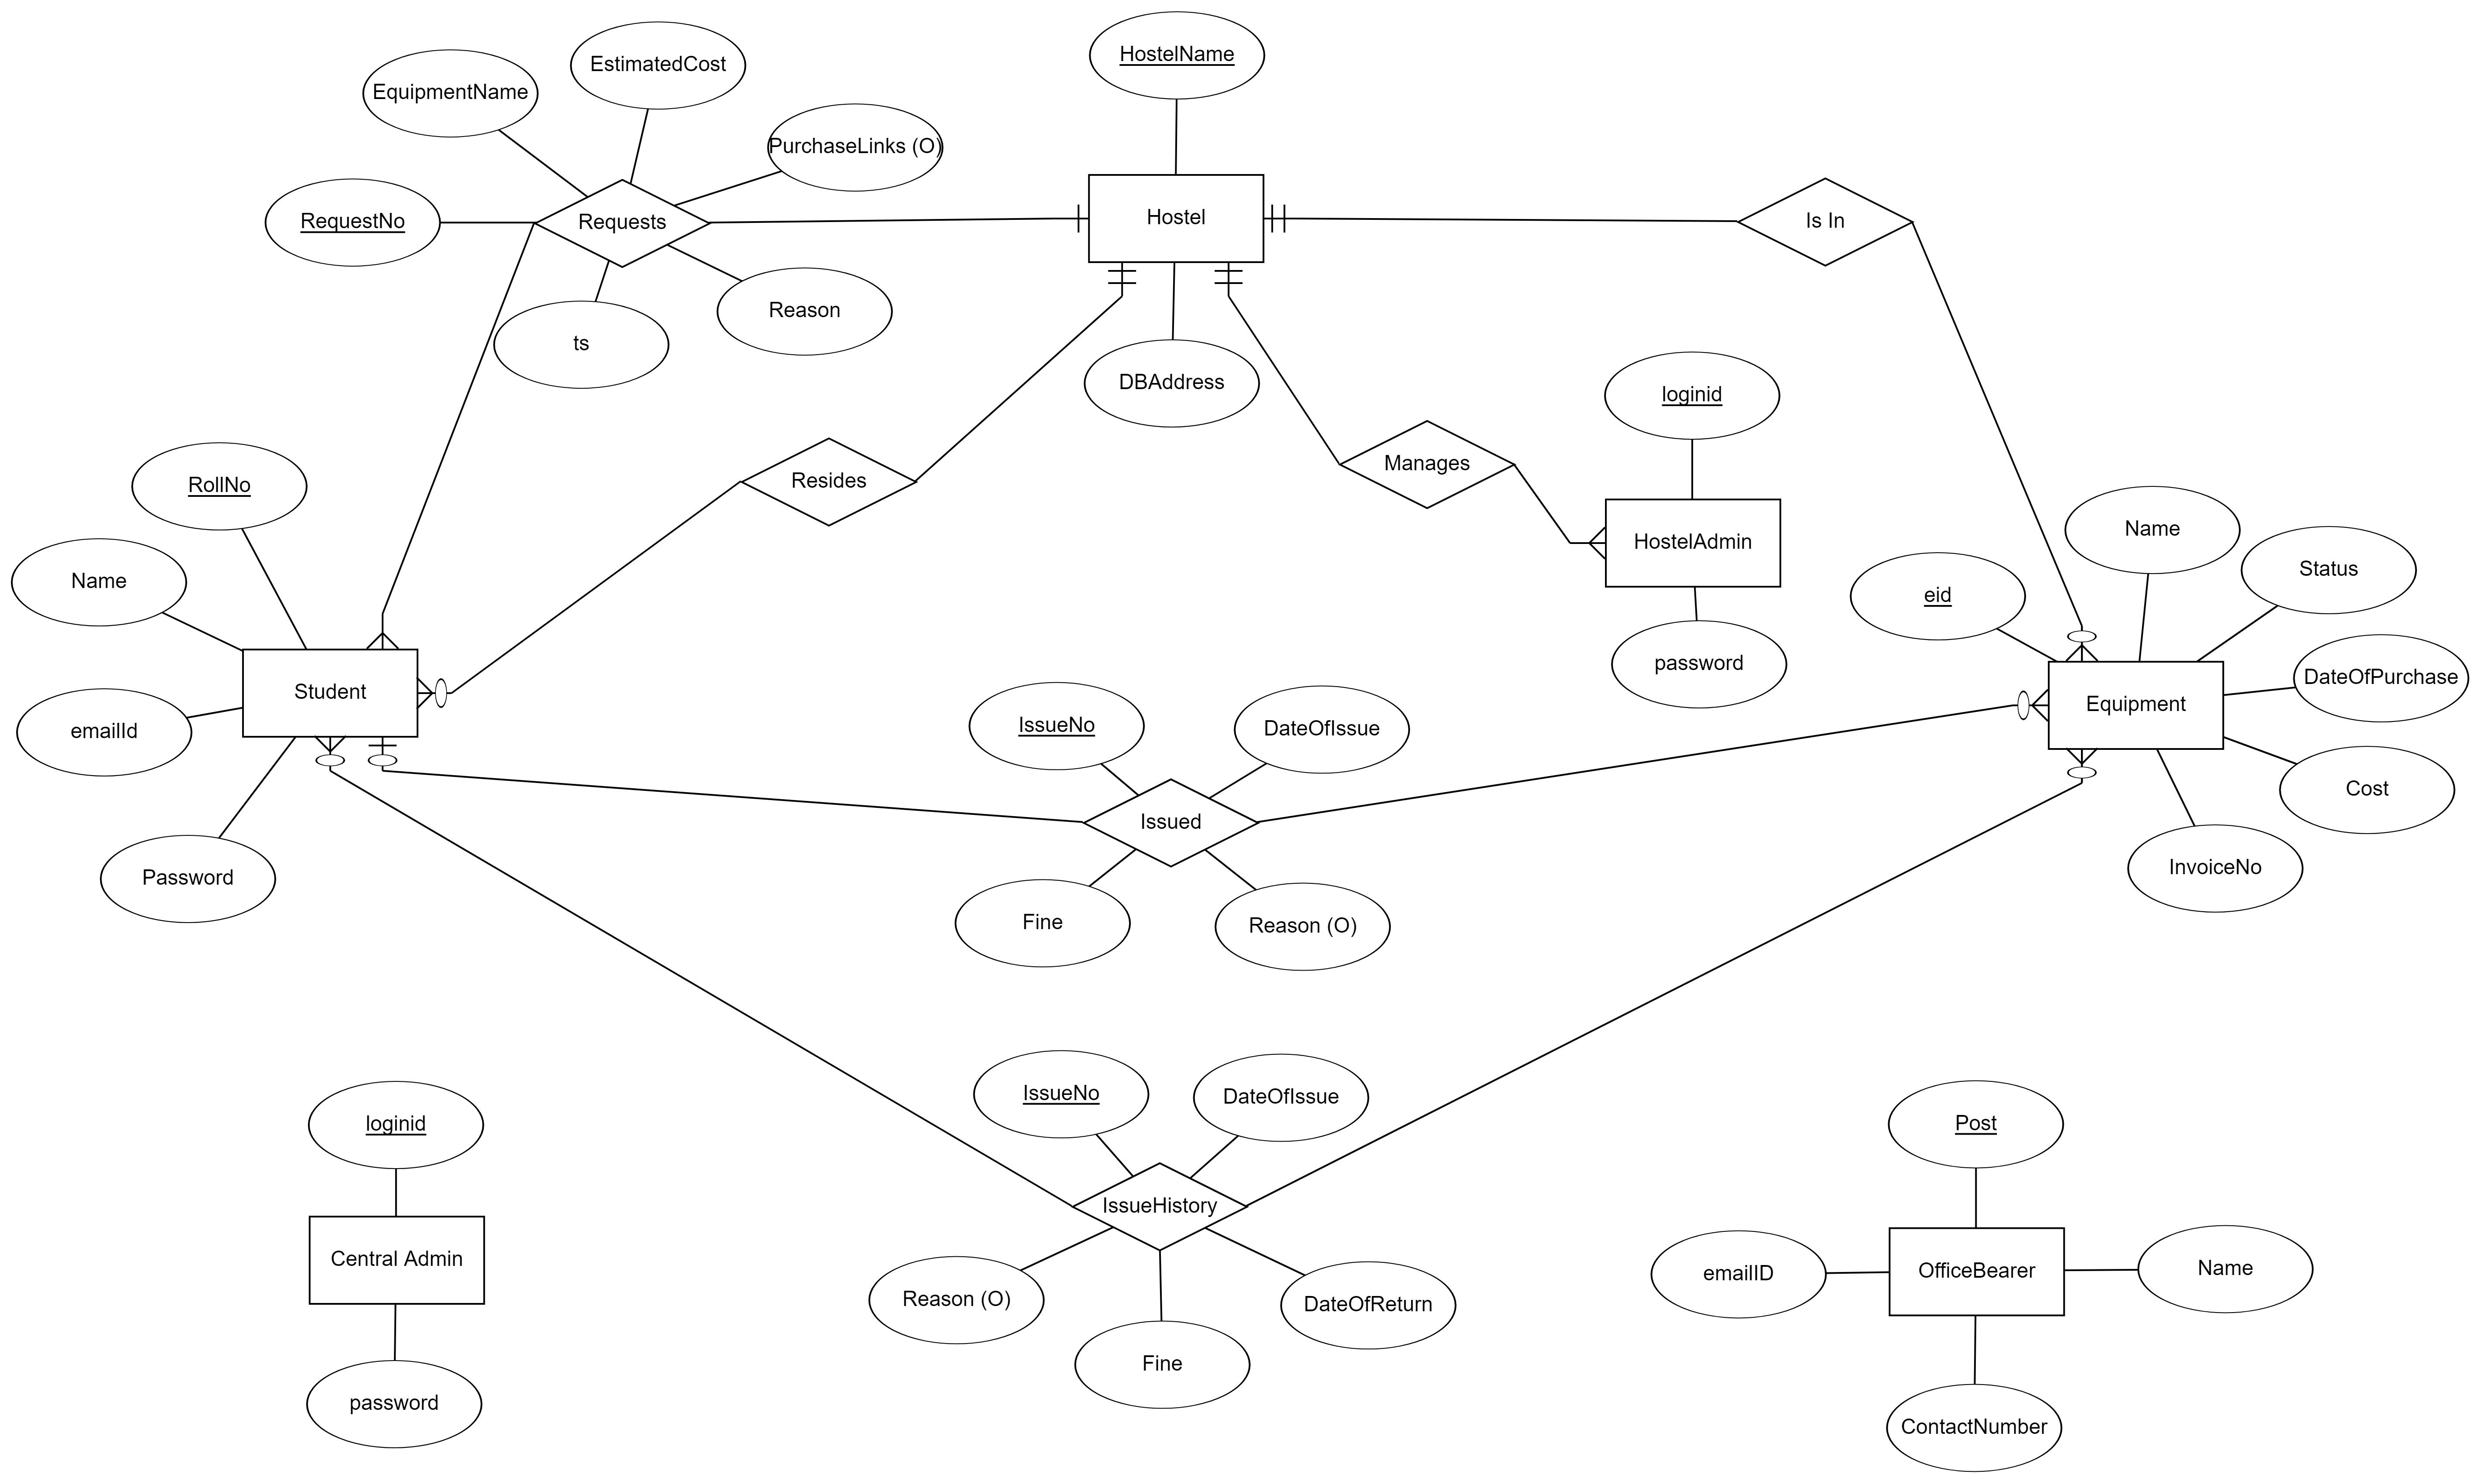 HostelName
EstimatedCost
EquipmentName
PurchaseLinks (O)
RequestNo
Requests
Hostel
Is In
Reason
ts
DBAddress
loginid
Manages
Resides
RollNo
HostelAdmin
Name
Name
Status
eid
password
DateOfPurchase
Student
Equipment
emailId
IssueNo
DateOfIssue
Cost
Issued
InvoiceNo
Password
Fine
Reason (O)
IssueNo
DateOfIssue
loginid
Post
IssueHistory
Central Admin
emailID
OfficeBearer
Name
Reason (O)
DateOfReturn
Fine
password
ContactNumber